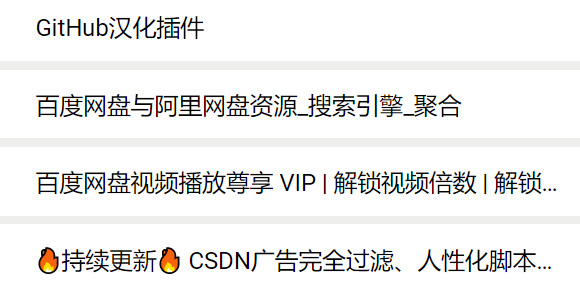 GitHub汉化插件
百度网盘与阿里网盘资源_搜索引擎_聚合
百度网盘视频播放尊享 VIP | 解锁视频倍数 | 解锁...
🔥持续更新🔥 CSDN广告完全过滤、人性化脚本...